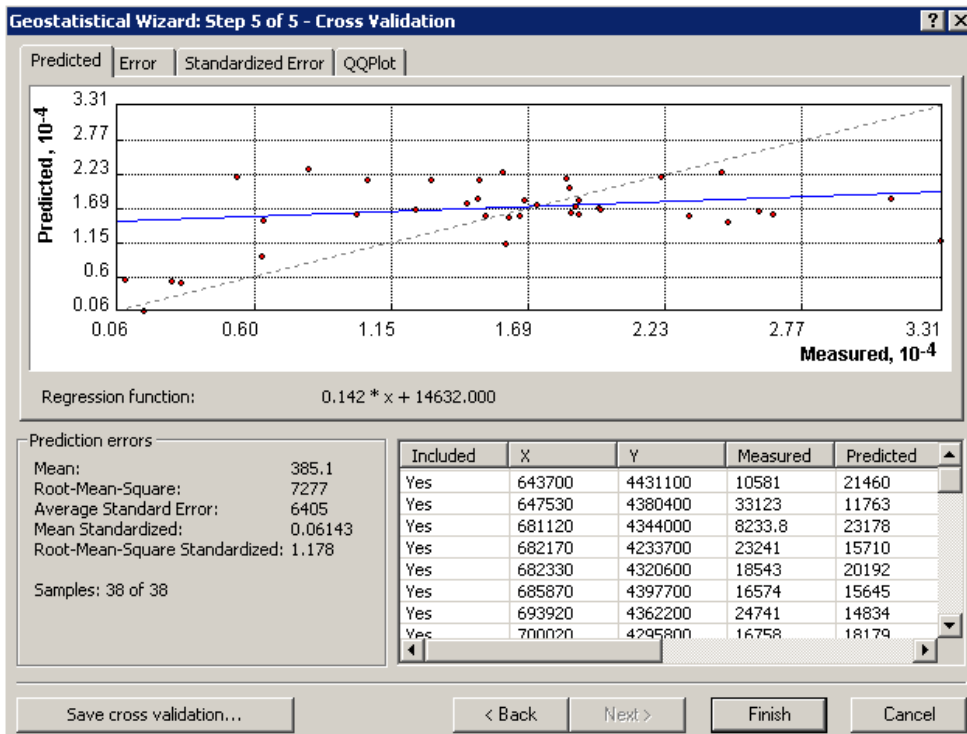 Geostatistical Wizard: Step 5 of 5 - Cross Validation
? X
Predicted Error Standardized Error QQPlot
Predicted, 10-4
3.31
2.77
2.23
1.69
1.15
0.6
0.06
0.06 0.60 1.15 1.69 2.23 2.77 3.31
Measured, 10-4
Regression function: 0.142 * x + 14632.000
Prediction errors
Mean: 385.1
Root-Mean-Square: 7277
Average Standard Error: 6405
Mean Standardized: 0.06143
Root-Mean-Square Standardized: 1.178
Samples: 38 of 38
Included X Y Measured Predicted
Yes 643700 4431100 10581 21460
Yes 647530 4380400 33123 11763
Yes 681120 4344000 8233.8 23178
Yes 682170 4233700 23241 15710
Yes 682330 4320600 18543 20192
Yes 685870 4397700 16574 15645
Yes 693920 4362200 24741 14834
Yes 700020 4295800 16758 18179
Save cross validation... < Back Next > Finish Cancel